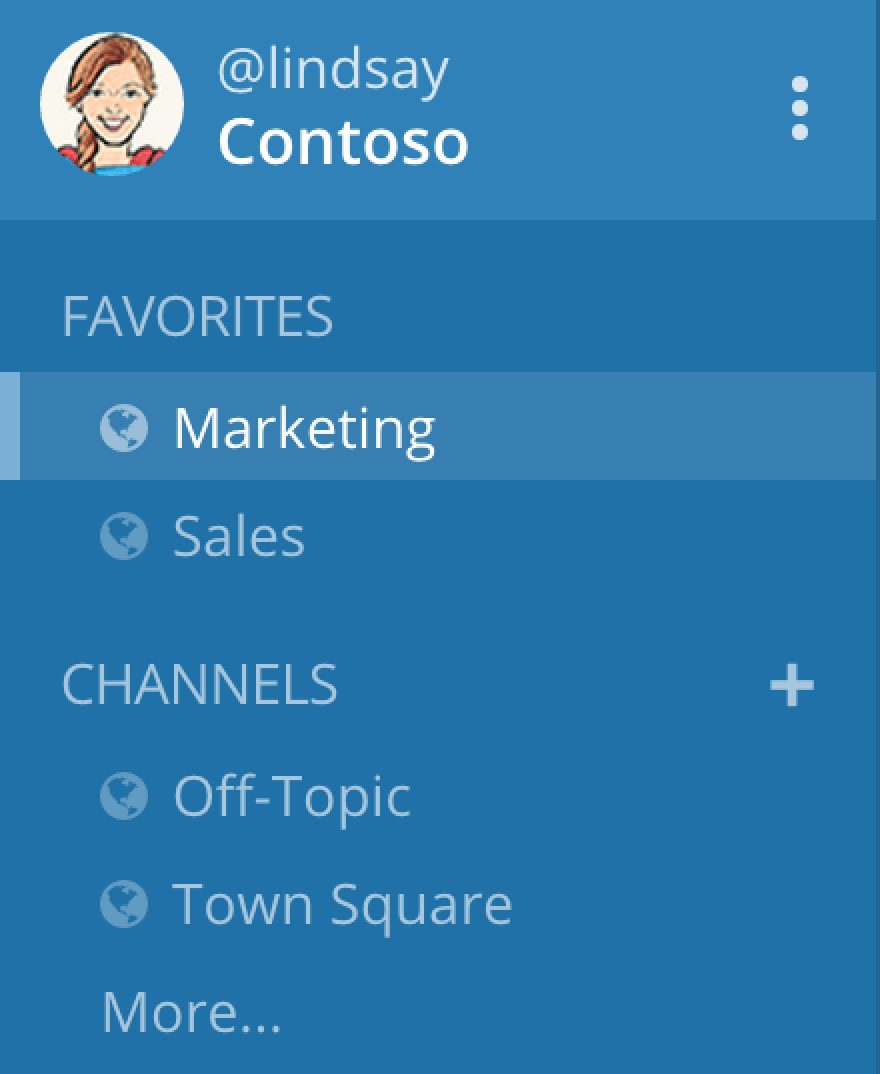 @lindsay
Contoso
FAVORITES
Marketing
Sales
CHANNELS
Off-Topic
Town Square
More...